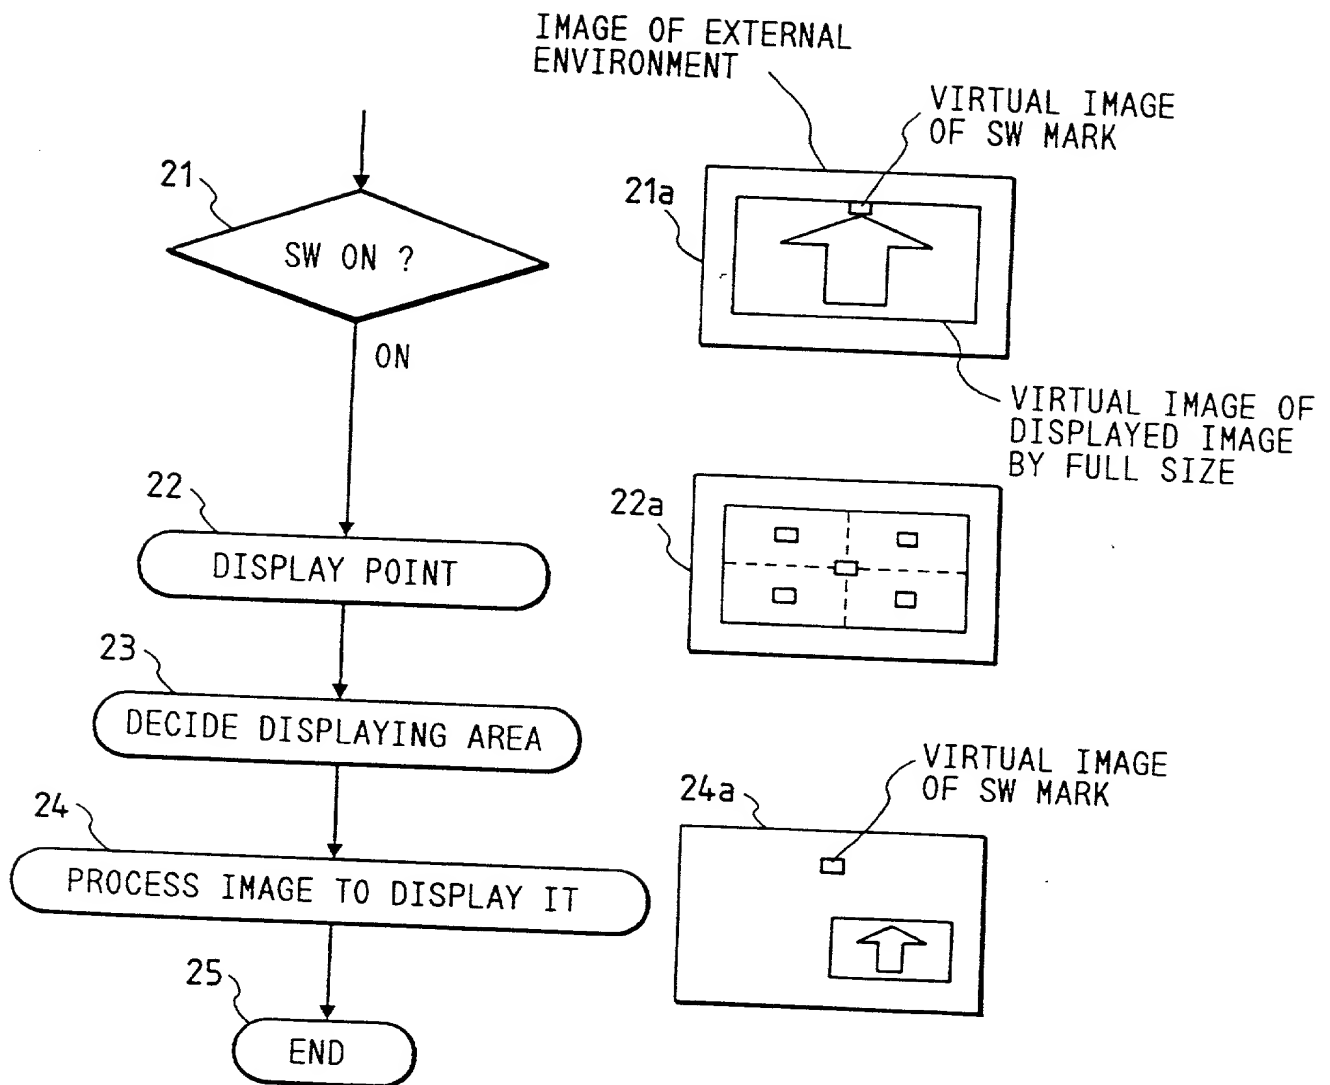 IMAGE OF EXTERNAL
ENVIRONMENT
VIRTUAL IMAGE
OF SW MARK
21
21a
SW ON ?
ON
VIRTUAL IMAGE OF
DISPLAYED IMAGE
BY FULL SIZE
22
22a
DISPLAY POINT
23
DECIDE DISPLAYING AREA
VIRTUAL IMAGE
OF SW MARK
24
24a
PROCESS IMAGE TO DISPLAY IT
25
END